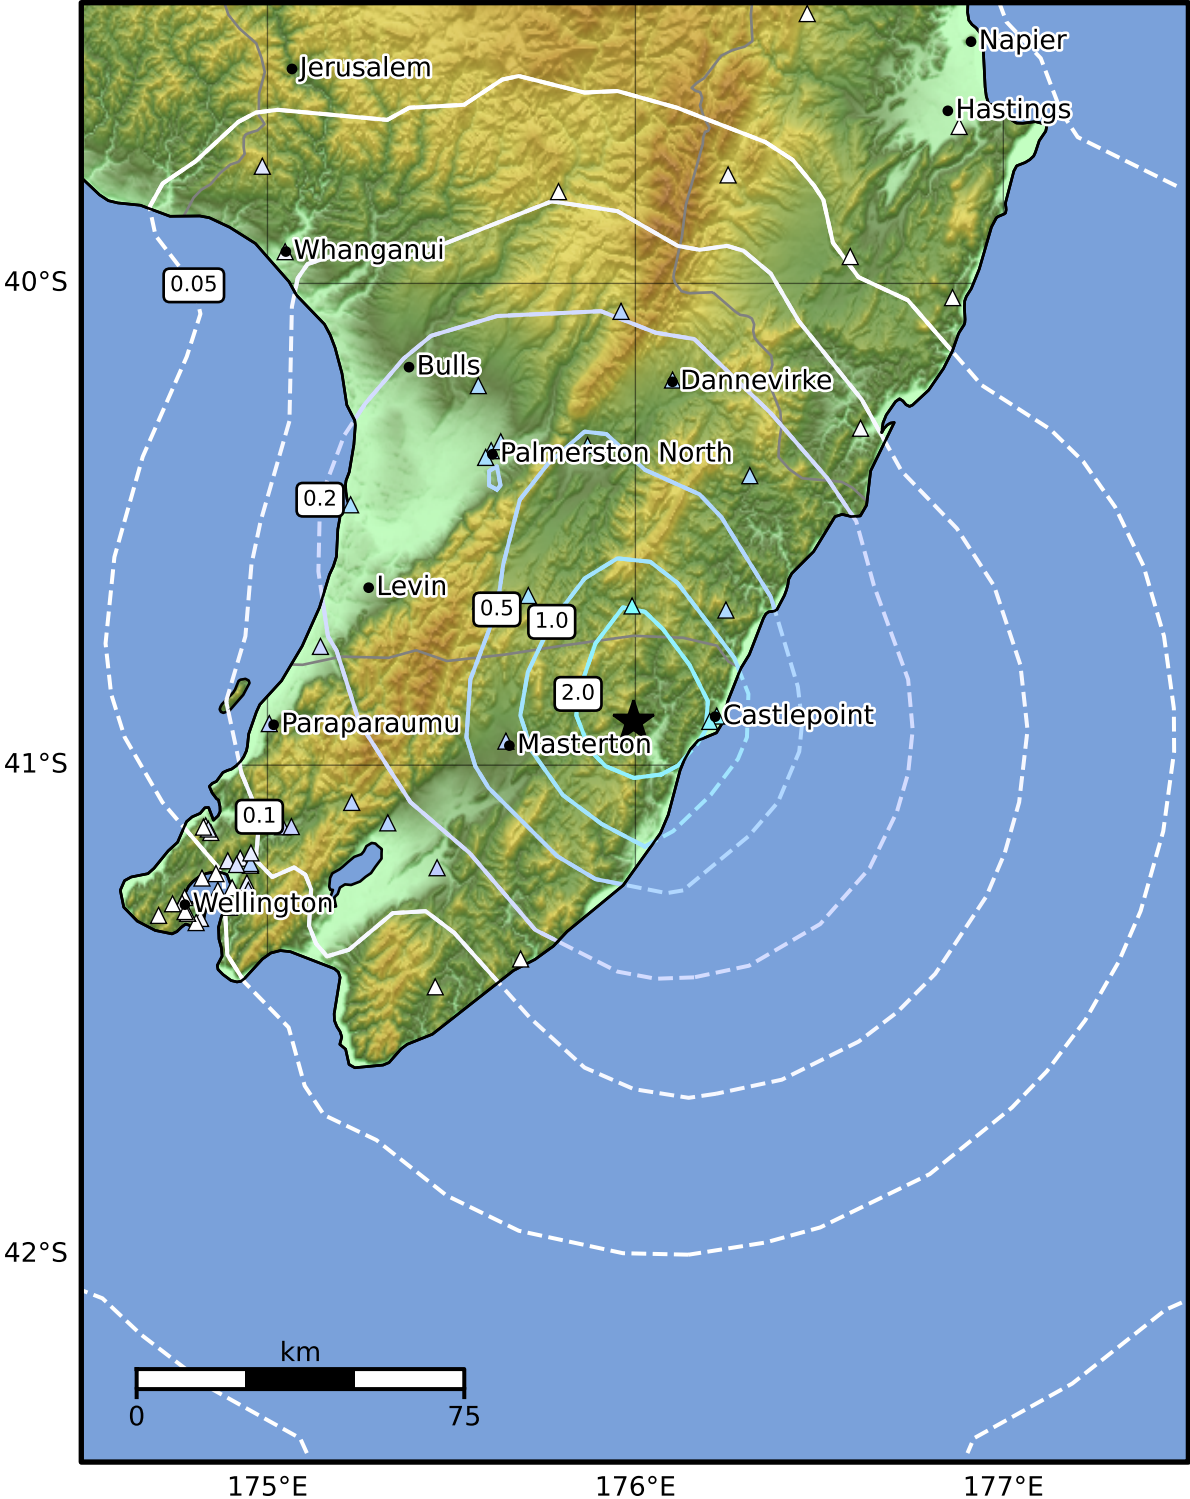 Napier
Jerusalem
Hastings
Whanganui
40°S
0.05
Bulls
Dannevirke
Palmerston North
0.2
Levin
0.5
1.0
2.0
Castlepoint
Paraparaumu
Masterton
41°S
0.1
Wellington
42°S
km
0
75
175°E
176°E
177°E